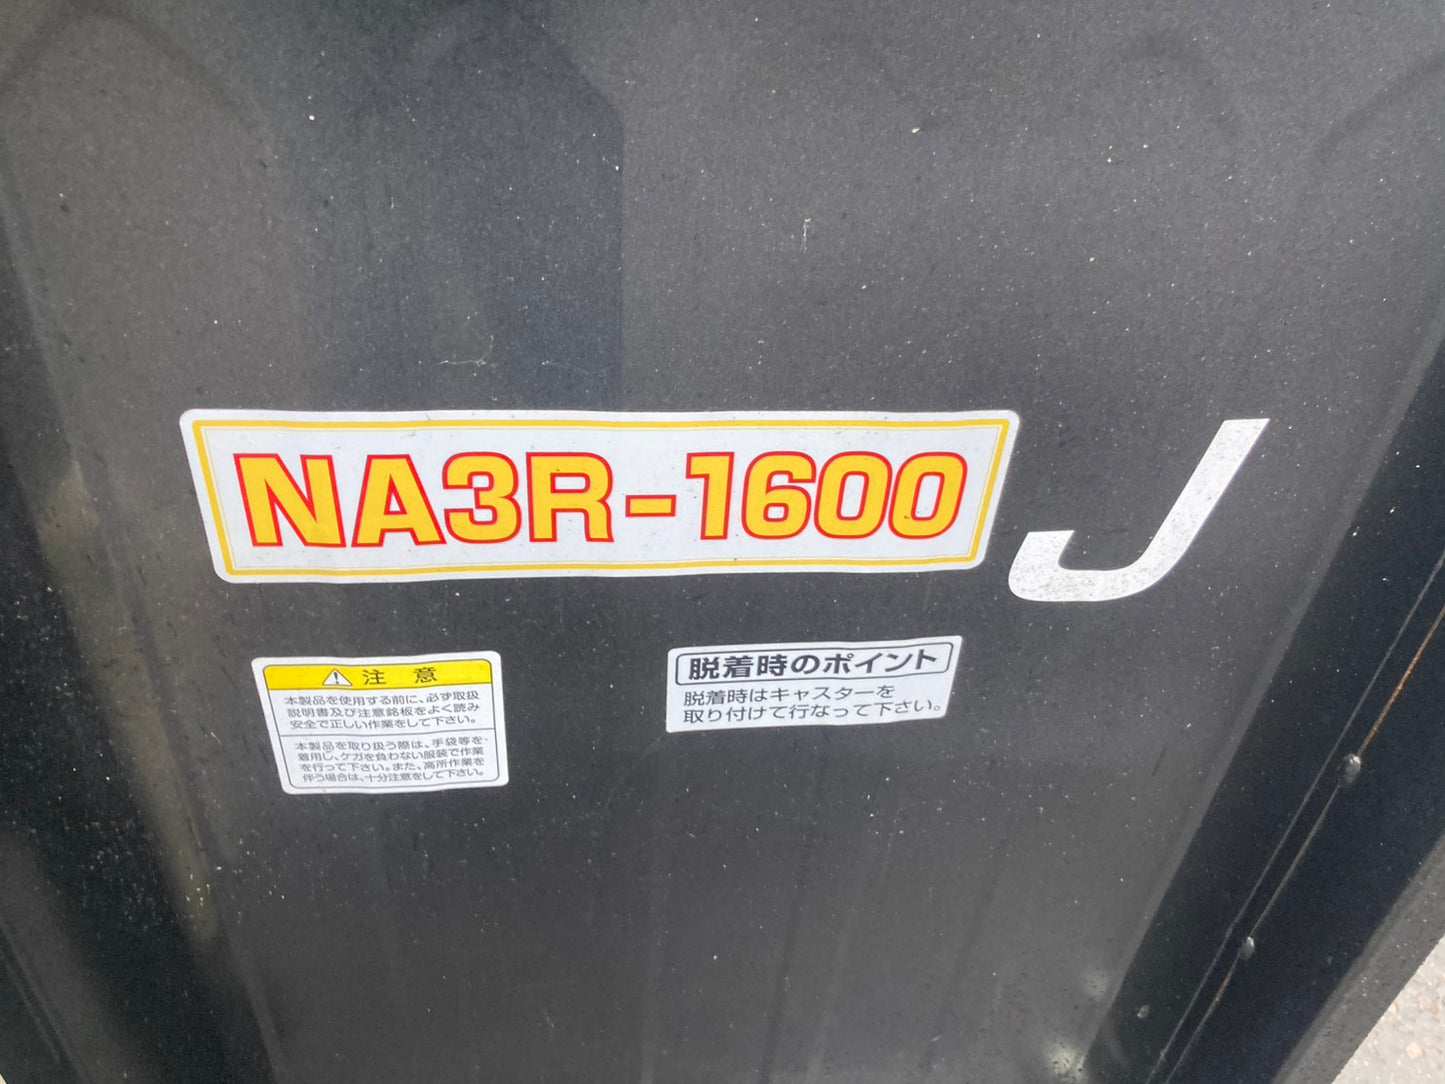 NA3R-1600
J
注意
本製品を使用する前に、必ず取扱
説明書及び注意銘板をよく読み
安全で正しい作業をして下さい。
本製品を取り扱う際は、手袋等を
着用し、ケガを負わない服装で作業
を行って下さい。また、高所作業を
伴う場合は、十分注意をして下さい。
脱着時のポイント
脱着時はキャスターを
取り付けて行なって下さい。